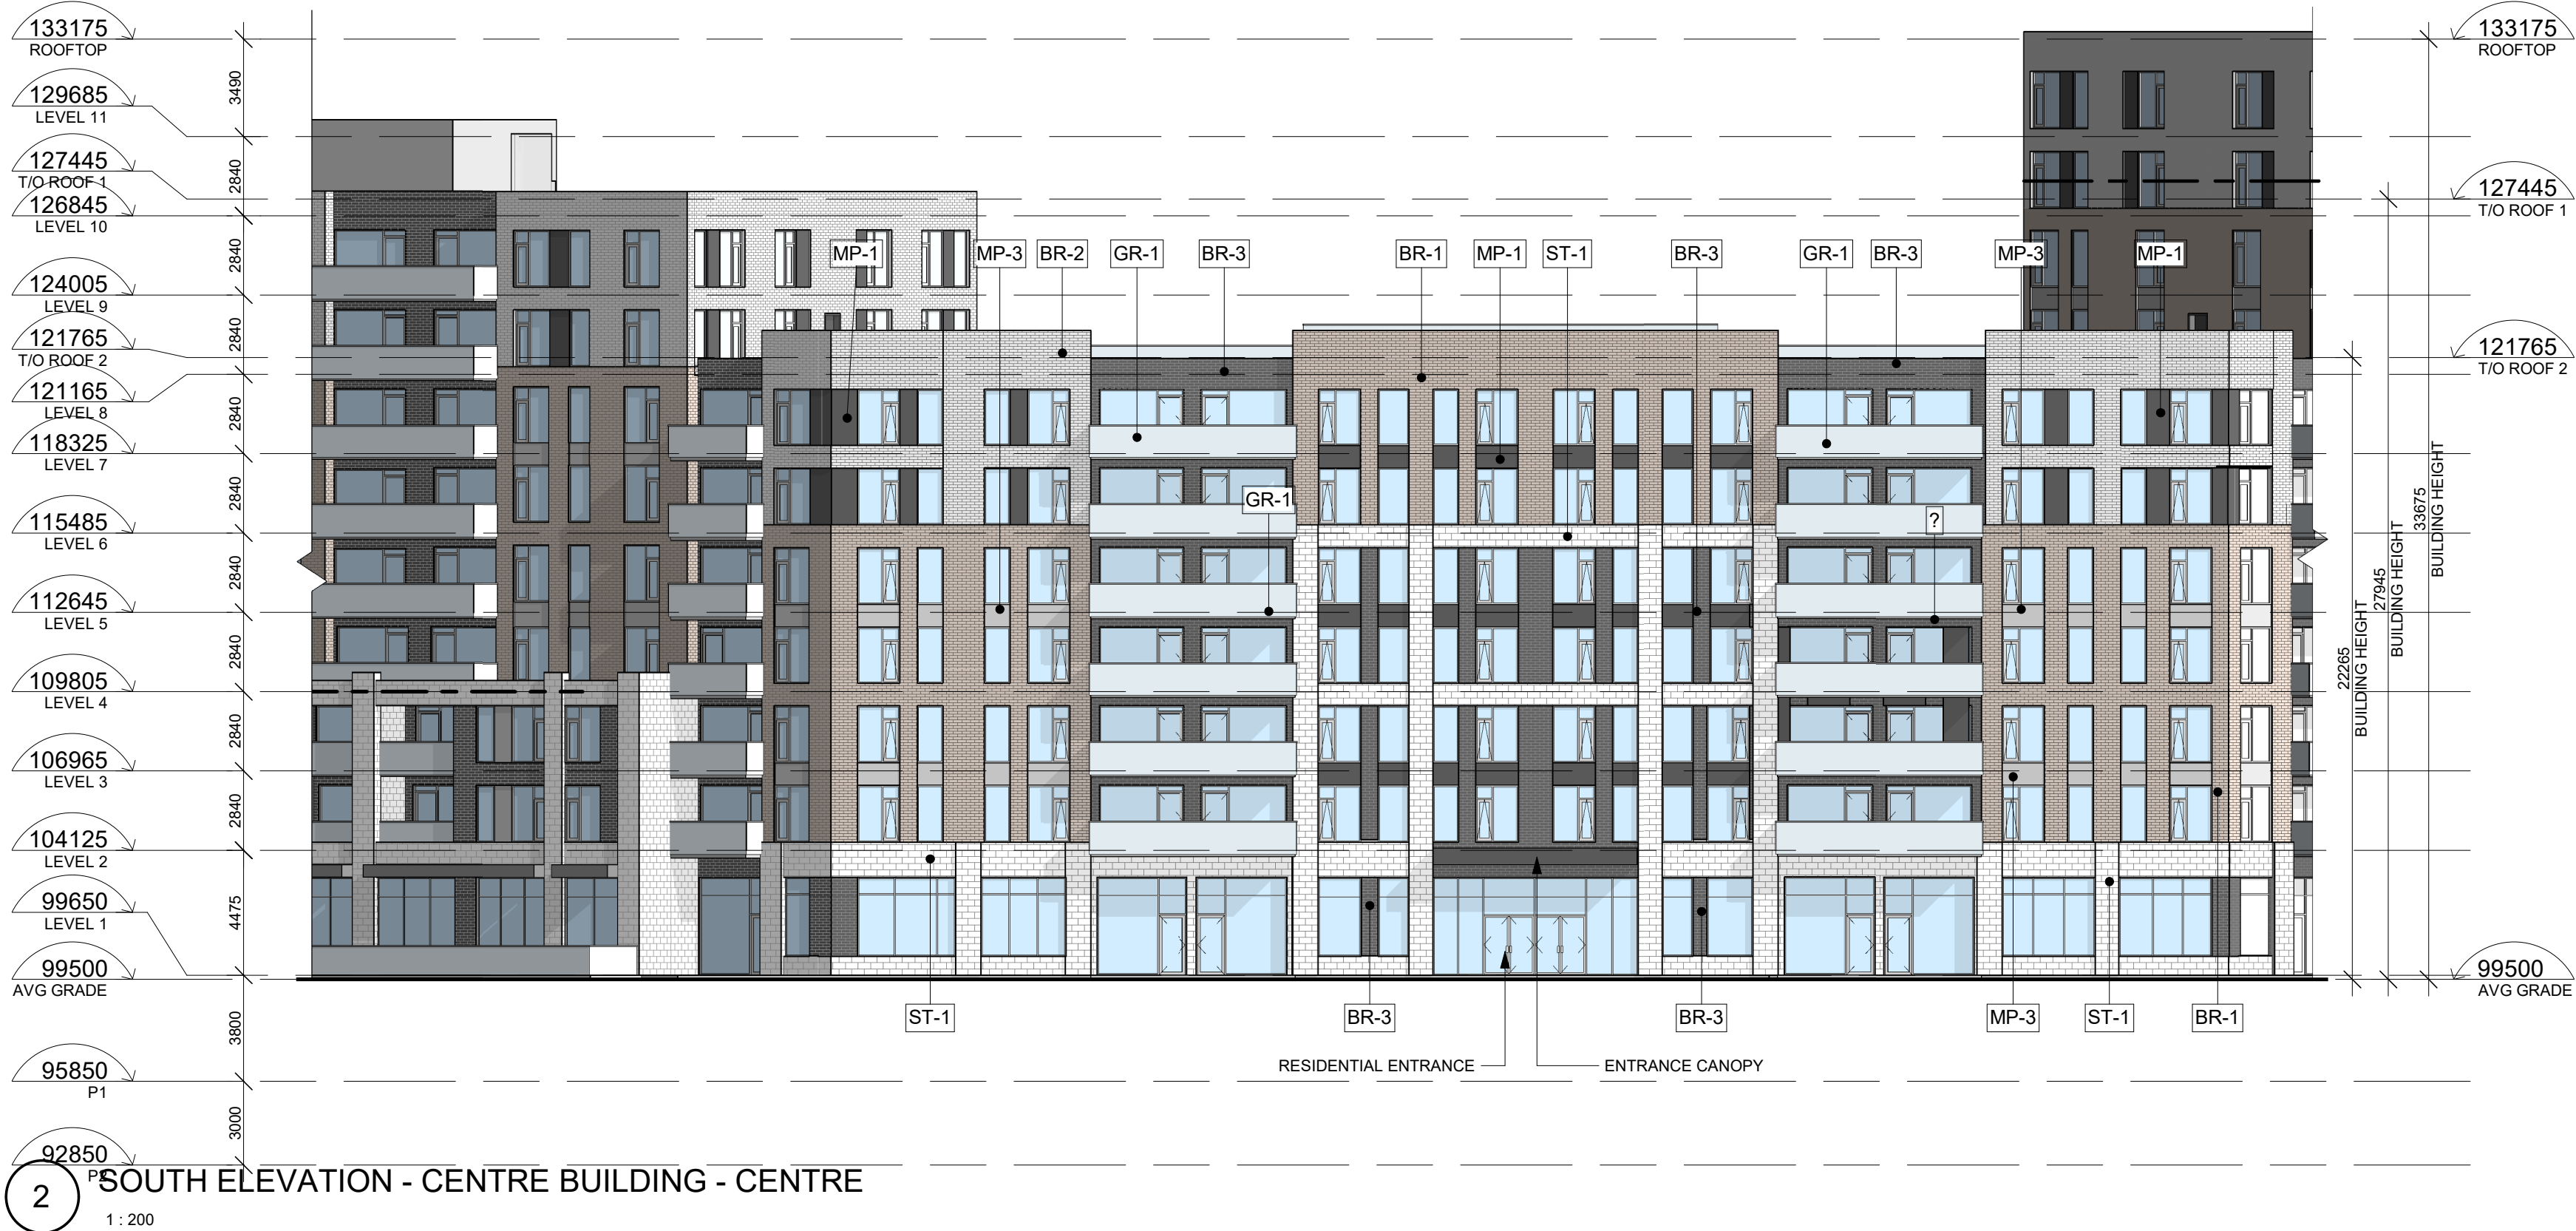 133175
ROOFTOP
129685
LEVEL 11
127445
T/O ROOF 1
126845
LEVEL 10
124005
LEVEL 9
121765
T/O ROOF 2
121165
LEVEL 8
118325
LEVEL 7
115485
LEVEL 6
112645
LEVEL 5
109805
LEVEL 4
106965
LEVEL 3
104125
LEVEL 2
99650
LEVEL 1
99500
AVG GRADE
95850
P1
92850
P2
3490
2840
2840
2840
2840
2840
2840
2840
2840
2840
2840
4475
3800
3000
MP-1
MP-3
BR-2
GR-1
BR-3
BR-1
MP-1
ST-1
BR-3
GR-1
BR-3
MP-3
MP-1
GR-1
?
ST-1
BR-3
BR-3
MP-3
ST-1
BR-1
RESIDENTIAL ENTRANCE
ENTRANCE CANOPY
22265
BUILDING HEIGHT
27945
BUILDING HEIGHT
33675
BUILDING HEIGHT
133175
ROOFTOP
127445
T/O ROOF 1
121765
T/O ROOF 2
99500
AVG GRADE
2
SOUTH ELEVATION - CENTRE BUILDING - CENTRE
1 : 200